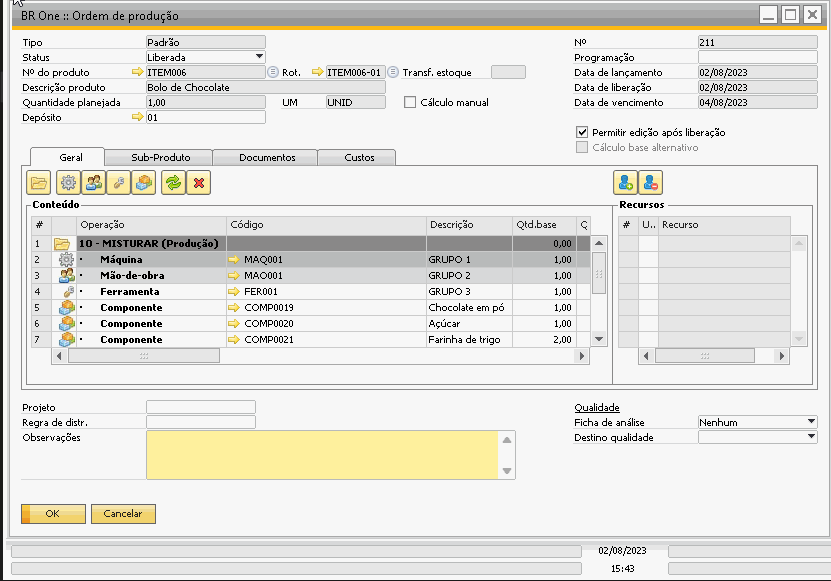 BR One :: Ordem de produção
Tipo Padrão Nº 211
Status Liberada Programação
Nº do produto ITEM006 Rot. ITEM006-01 Transf. estoque Data de lançamento 02/08/2023
Descrição produto Bolo de Chocolate Data de liberação 02/08/2023
Quantidade planejada 1,00 UM UNID Cálculo manual Data de vencimento 04/08/2023
Depósito 01
Permitir edição após liberação
Cálculo base alternativo
Geral Sub-Produto Documentos Custos
Conteúdo Recursos
# Operação Código Descrição Qtd.base Q # U.. Recurso
1 10 - MISTURAR (Produção) 0,00
2 Máquina MAQ001 GRUPO 1 1,00
3 Mão-de-obra MAO001 GRUPO 2 1,00
4 Ferramenta FER001 GRUPO 3 1,00
5 Componente COMP0019 Chocolate em pó 1,00
6 Componente COMP0020 Açúcar 1,00
7 Componente COMP0021 Farinha de trigo 2,00
Projeto Qualidade
Regra de distr. Ficha de análise Nenhum
Observações Destino qualidade
OK Cancelar
02/08/2023
15:43